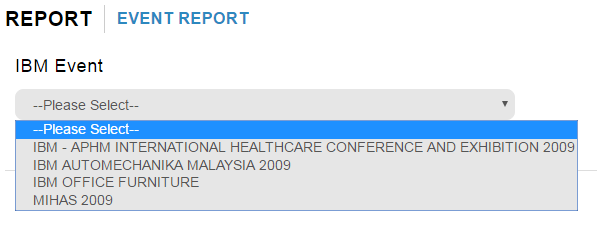 REPORT EVENT REPORT
IBM Event
--Please Select--
--Please Select--
IBM - APHM INTERNATIONAL HEALTHCARE CONFERENCE AND EXHIBITION 2009
IBM AUTOMECHANIKA MALAYSIA 2009
IBM OFFICE FURNITURE
MIHAS 2009